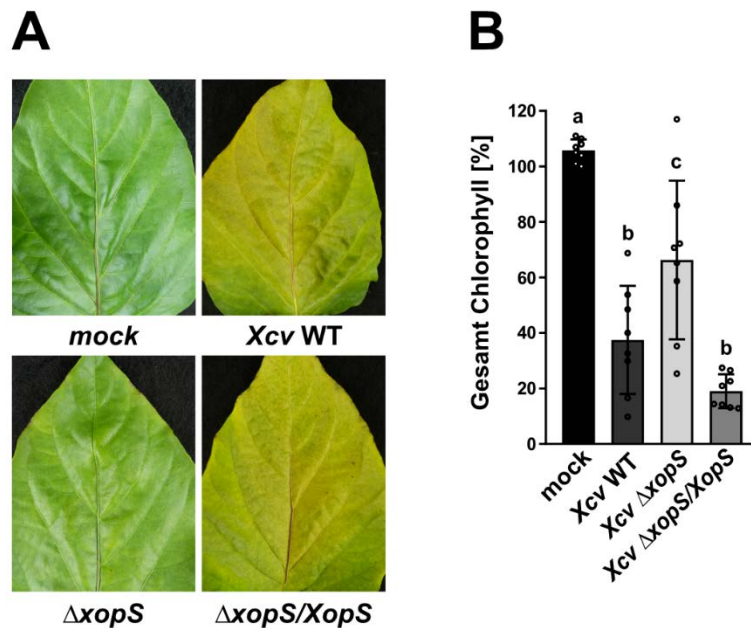 A
mock
Xcv WT
ΔxopS
ΔxopS/XopS
B
Gesamt Chlorophyll [%]
120
100
80
60
40
20
0
a
b
c
b
mock
Xcv WT
Xcv ΔxopS
Xcv ΔxopS/XopS